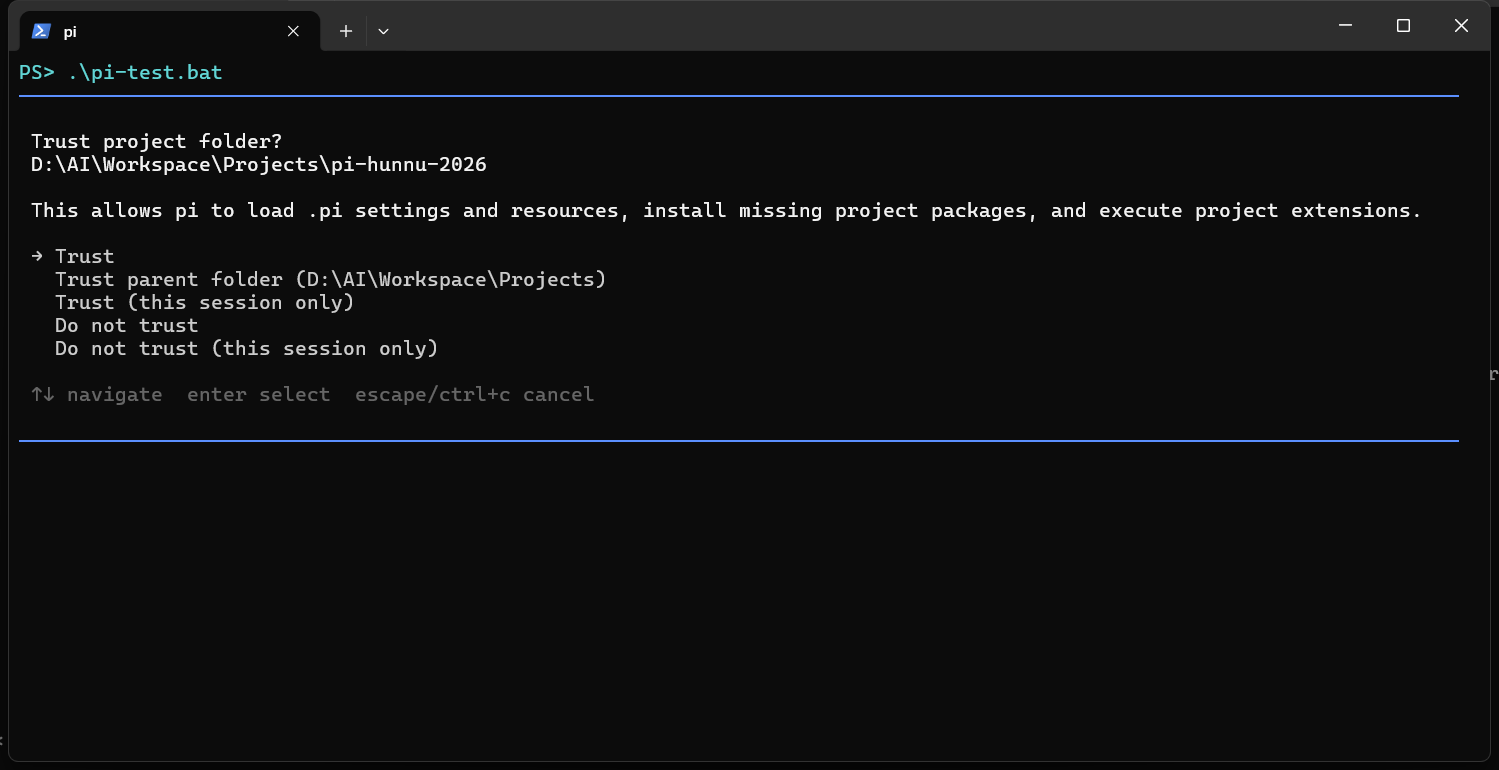 pi
PS> .\pi-test.bat
Trust project folder?
D:\AI\Workspace\Projects\pi-hunnu-2026
This allows pi to load .pi settings and resources, install missing project packages, and execute project extensions.
→ Trust
Trust parent folder (D:\AI\Workspace\Projects)
Trust (this session only)
Do not trust
Do not trust (this session only)
↑↓ navigate  enter select  escape/ctrl+c cancel